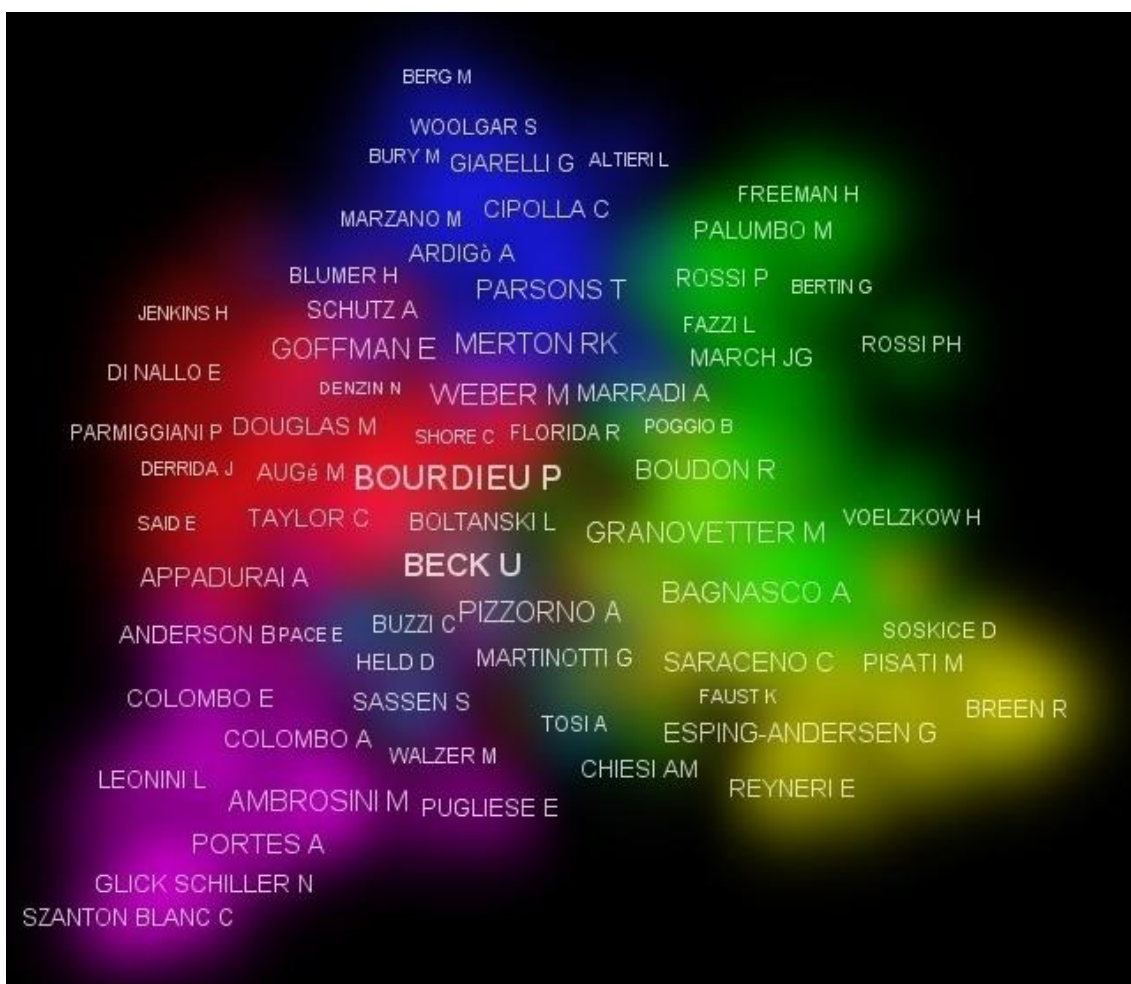 BERG M
WOOLGAR S
BURY M GIARELLI G ALTIERI L
FREEMAN H
MARZANO M CIPOLLA C
PALUMBO M
ARDIGò A
BLUMER H PARSONS T ROSSI P BERTIN G
JENKINS H SCHUTZ A
FAZZI L
GOFFMAN E MERTON RK MARCH JG ROSSI PH
DI NALLO E
DENZIN N WEBER M MARRADI A
PARMIGGIANI P DOUGLAS M SHORE C FLORIDA R POGGIO B
DERRIDA J AUGé M BOURDIEU P BOUDON R
SAID E TAYLOR C BOLTANSKI L GRANOVETTER M VOELZKOW H
APPADURAI A BECK U
BAGNASCO A
ANDERSON B PACE E BUZZI C PIZZORNO A SOSKICE D
HELD D MARTINOTTI G SARACENO C PISATI M
COLOMBO E SASSEN S FAUST K BREEN R
TOSI A
COLOMBO A ESPING-ANDERSEN G
WALZER M
LEONINI L CHIESI AM
REYNERI E
AMBROSINI M PUGLIESE E
PORTES A
GLICK SCHILLER N
SZANTON BLANC C